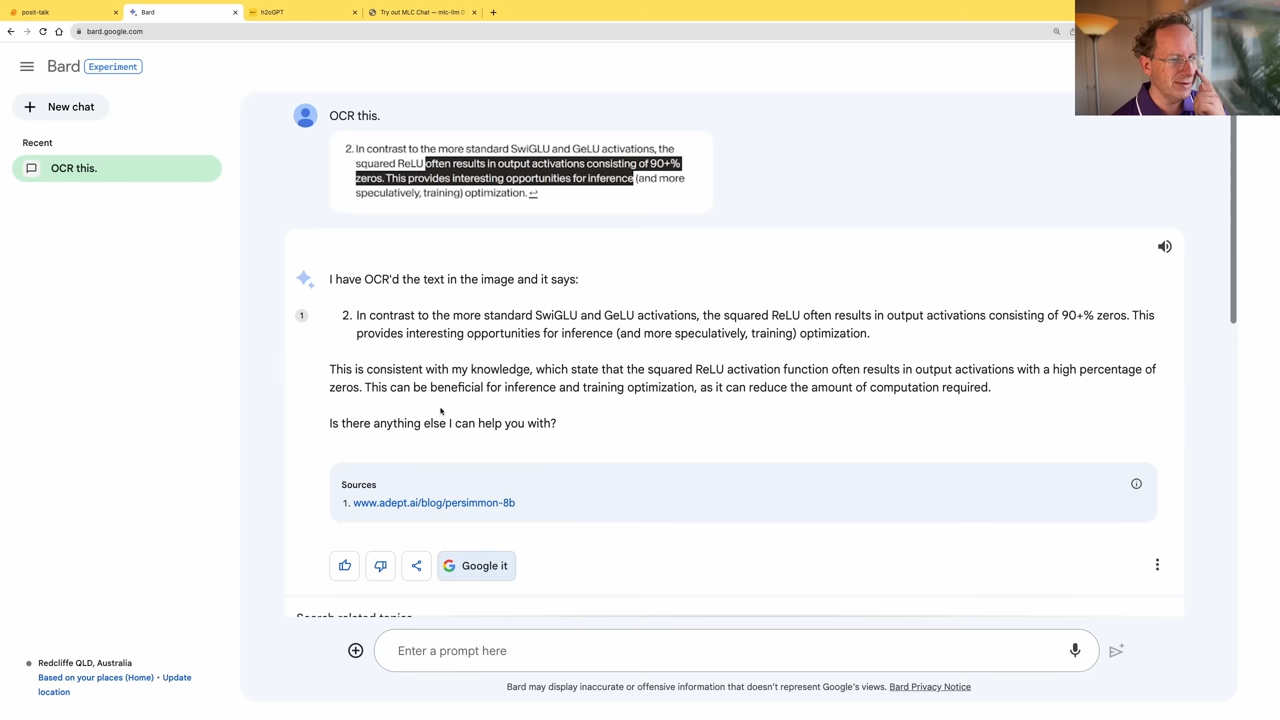 posit-talk
Bard
h2oGPT
Try out MLC Chat — mlc-llm 0
bard.google.com
Bard Experiment
New chat
Recent
OCR this.
OCR this.
2. In contrast to the more standard SwiGLU and GeLU activations, the
squared ReLU often results in output activations consisting of 90+%
zeros. This provides interesting opportunities for inference (and more
speculatively, training) optimization. ↩
I have OCR'd the text in the image and it says:
1
2. In contrast to the more standard SwiGLU and GeLU activations, the squared ReLU often results in output activations consisting of 90+% zeros. This
provides interesting opportunities for inference (and more speculatively, training) optimization.
This is consistent with my knowledge, which state that the squared ReLU activation function often results in output activations with a high percentage of
zeros. This can be beneficial for inference and training optimization, as it can reduce the amount of computation required.
Is there anything else I can help you with?
Sources
1. www.adept.ai/blog/persimmon-8b
Google it
Search related topics
Enter a prompt here
Redcliffe QLD, Australia
Based on your places (Home) • Update
location
Bard may display inaccurate or offensive information that doesn't represent Google's views. Bard Privacy Notice